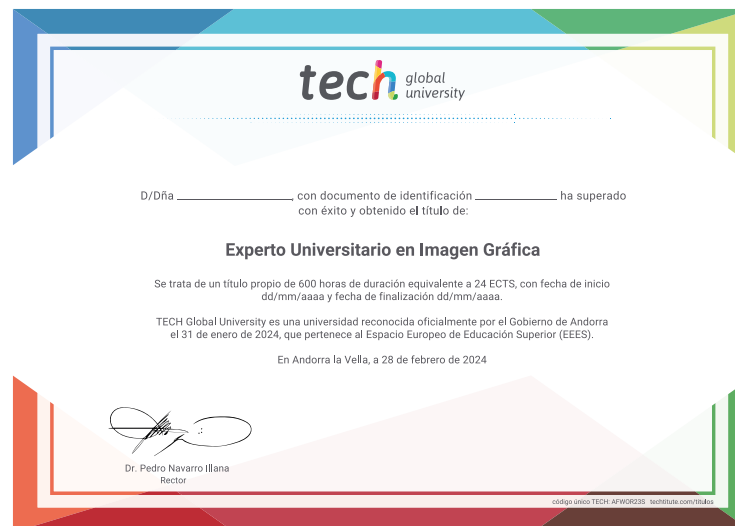 tech global university
D/Dña ____________________, con documento de identificación ______________ ha superado
con éxito y obtenido el título de:
Experto Universitario en Imagen Gráfica
Se trata de un título propio de 600 horas de duración equivalente a 24 ECTS, con fecha de inicio
dd/mm/aaaa y fecha de finalización dd/mm/aaaa.
TECH Global University es una universidad reconocida oficialmente por el Gobierno de Andorra
el 31 de enero de 2024, que pertenece al Espacio Europeo de Educación Superior (EEES).
En Andorra la Vella, a 28 de febrero de 2024
Dr. Pedro Navarro Illana
Rector
código único TECH: AFWOR23S techtitute.com/titulos